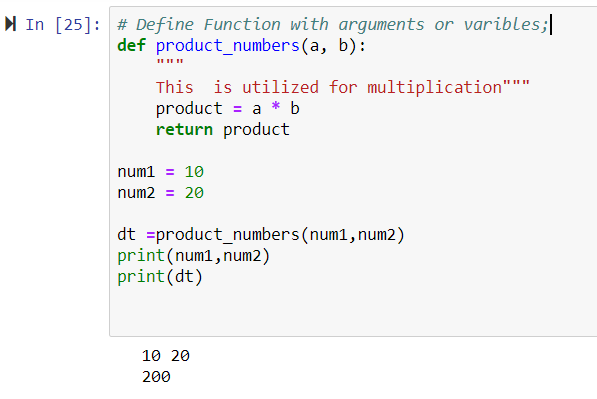 In [25]: # Define Function with arguments or varibles;
def product_numbers(a, b):
    """
    This  is utilized for multiplication"""
    product = a * b
    return product
num1 = 10
num2 = 20
dt =product_numbers(num1,num2)
print(num1,num2)
print(dt)
10 20
200